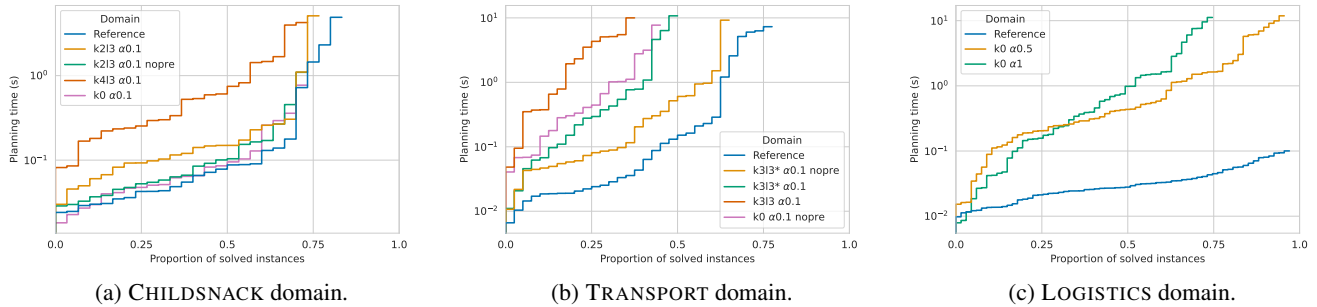 Domain
Reference
k2l3 α0.1
k2l3 α0.1 nopre
k4l3 α0.1
k0 α0.1
Planning time (s)
10⁰
10⁻¹
0.0
0.25
0.5
0.75
1.0
Proportion of solved instances
(a) CHILDSNACK domain.
Planning time (s)
10¹
10⁰
10⁻¹
10⁻²
Domain
Reference
k3l3* α0.1 nopre
k3l3* α0.1
k3l3 α0.1
k0 α0.1 nopre
0.0
0.25
0.5
0.75
1.0
Proportion of solved instances
(b) TRANSPORT domain.
Domain
Reference
k0 α0.5
k0 α1
Planning time (s)
10¹
10⁰
10⁻¹
10⁻²
0.0
0.25
0.5
0.75
1.0
Proportion of solved instances
(c) LOGISTICS domain.